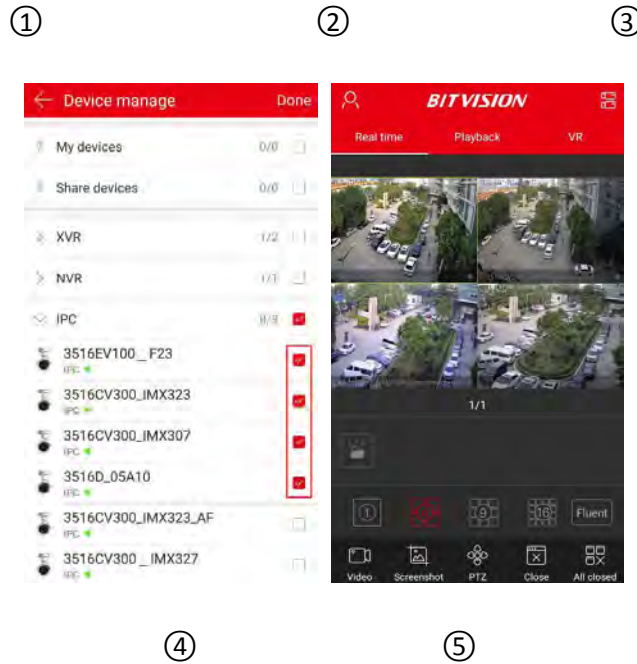 ① ② ③
Device manage Done
My devices 0/0
Share devices 0/0
XVR 1/2
NVR 1/1
IPC 8/9
3516EV100_ F23
IPC
3516CV300_IMX323
IPC
3516CV300_IMX307
IPC
3516D_05A10
IPC
3516CV300_IMX323_AF
IPC
3516CV300 _ IMX327
IPC
BITVISION
Real time Playback VR
1/1
1 9 16 Fluent
Video Screenshot PTZ Close All closed
④ ⑤